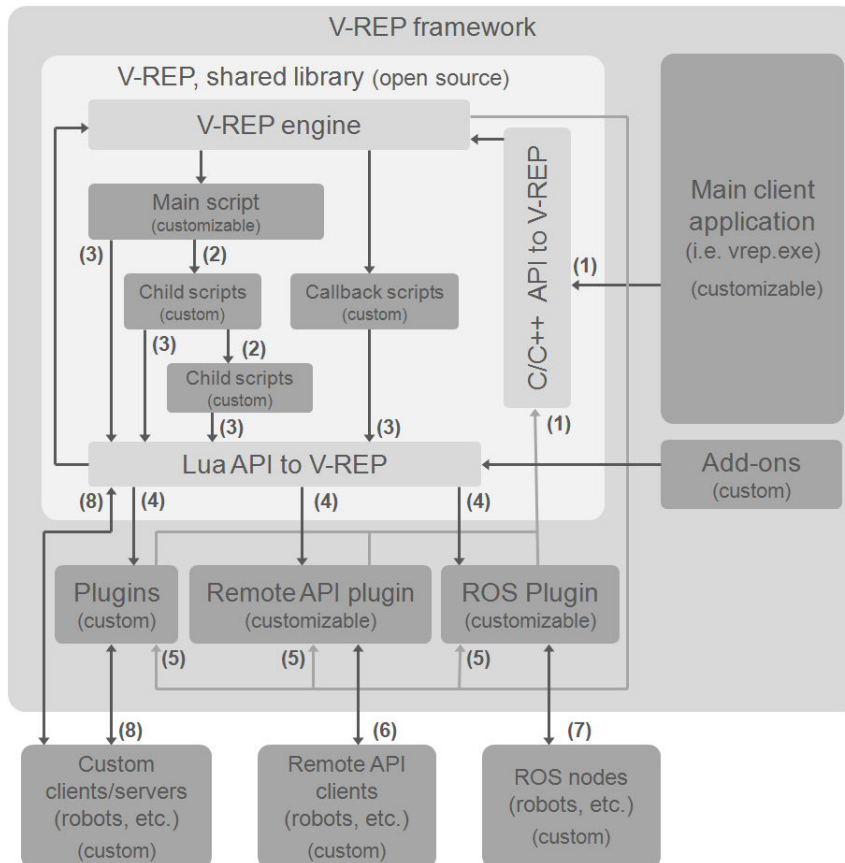 V-REP framework
V-REP, shared library (open source)
V-REP engine
Main script
(customizable)
(3)
(2)
Child scripts
(custom)
Callback scripts
(custom)
(3)
(2)
Child scripts
(custom)
(3)
(3)
C/C++ API to V-REP
(1)
(1)
Main client
application
(i.e. vrep.exe)
(customizable)
Lua API to V-REP
Add-ons
(custom)
(8)
(4)
(4)
(4)
Plugins
(custom)
Remote API plugin
(customizable)
ROS Plugin
(customizable)
(5)
(5)
(5)
(8)
(6)
(7)
Custom
clients/servers
(robots, etc.)
(custom)
Remote API
clients
(robots, etc.)
(custom)
ROS nodes
(robots, etc.)
(custom)